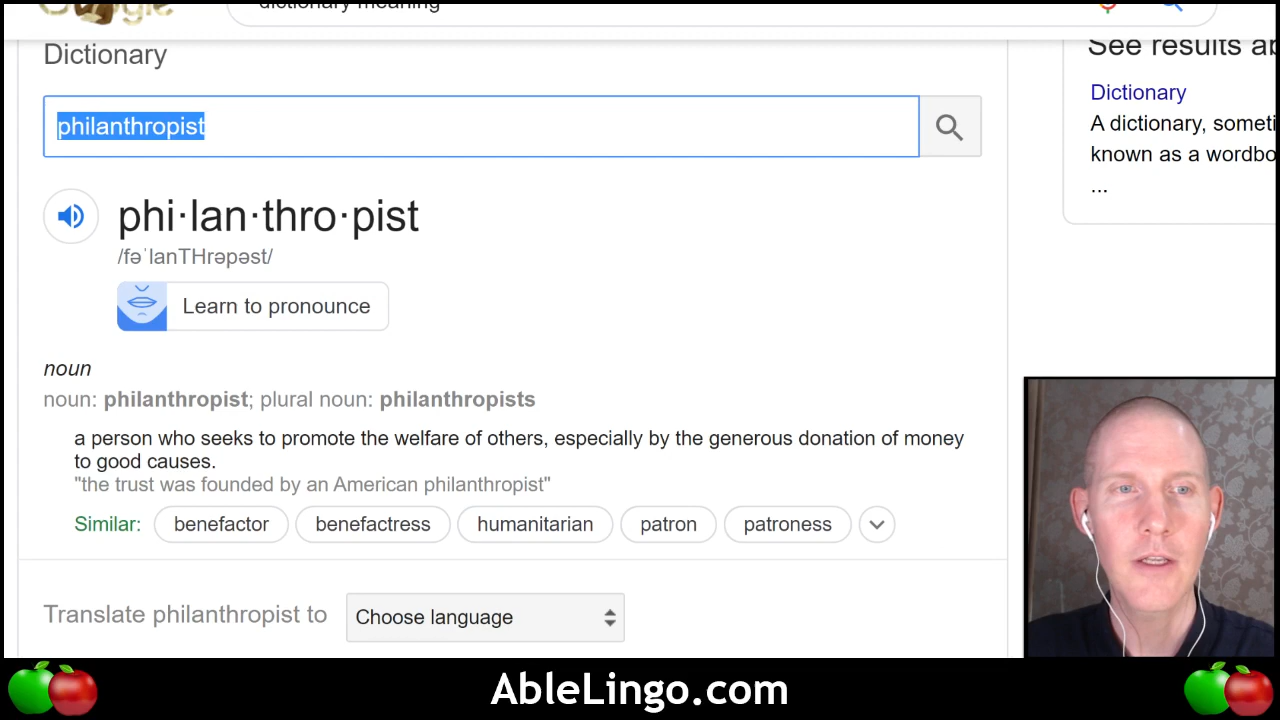 dictionary meaning
Dictionary
philanthropist
phi·lan·thro·pist
/fəˈlanTHrəpəst/
Learn to pronounce
noun
noun: philanthropist; plural noun: philanthropists
a person who seeks to promote the welfare of others, especially by the generous donation of money
to good causes.
"the trust was founded by an American philanthropist"
Similar: benefactor benefactress humanitarian patron patroness
Translate philanthropist to Choose language
See results ab
Dictionary
A dictionary, someti
known as a wordbo
...
AbleLingo.com